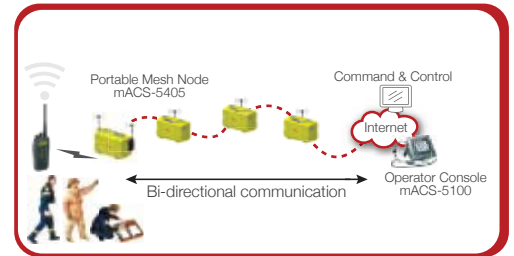 Portable Mesh Node
mACS-5405
Command & Control
Internet
Operator Console
mACS-5100
Bi-directional communication